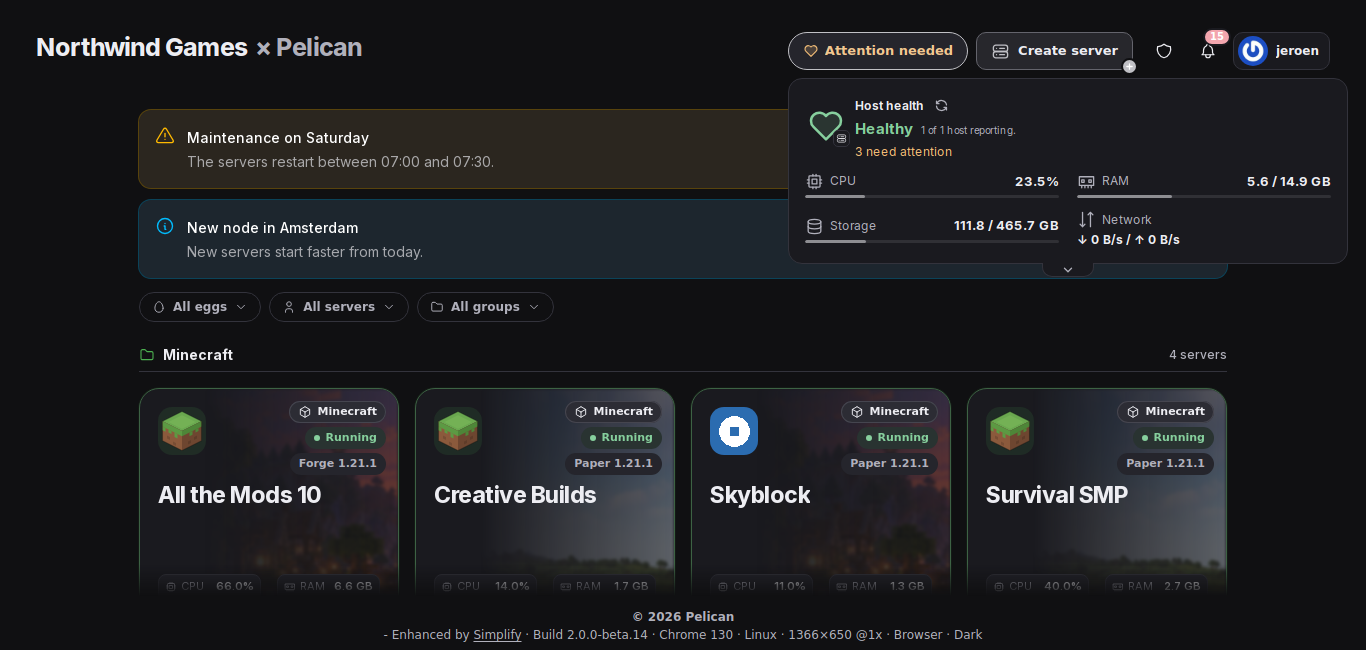 Northwind Games × Pelican
Attention needed
Create server
15
jeroen
Host health
Healthy 1 of 1 host reporting.
3 need attention
CPU 23.5%
RAM 5.6 / 14.9 GB
Storage 111.8 / 465.7 GB
Network
↓ 0 B/s / ↑ 0 B/s
Maintenance on Saturday
The servers restart between 07:00 and 07:30.
New node in Amsterdam
New servers start faster from today.
All eggs
All servers
All groups
Minecraft
4 servers
Minecraft
Running
Forge 1.21.1
All the Mods 10
CPU 66.0% RAM 6.6 GB
Minecraft
Running
Paper 1.21.1
Creative Builds
CPU 14.0% RAM 1.7 GB
Minecraft
Running
Paper 1.21.1
Skyblock
CPU 11.0% RAM 1.3 GB
Minecraft
Running
Paper 1.21.1
Survival SMP
CPU 40.0% RAM 2.7 GB
© 2026 Pelican
- Enhanced by Simplify · Build 2.0.0-beta.14 · Chrome 130 · Linux · 1366×650 @1x · Browser · Dark